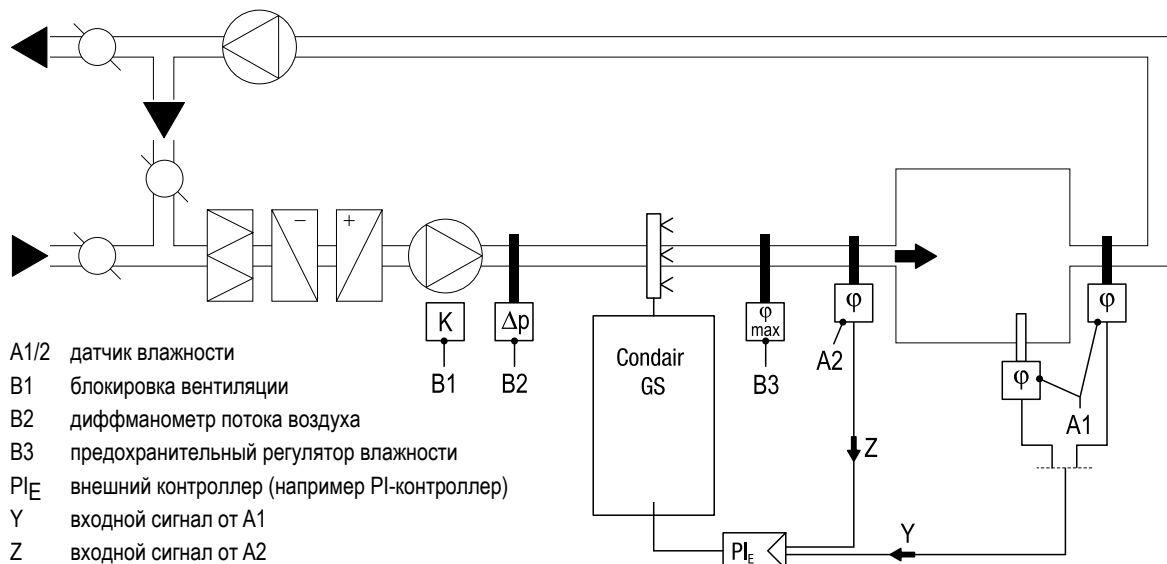 − +
K Δp φ max φ φ φ
Condair
GS
B1 B2 B3 A2 A1
Z
Y
PIE
A1/2 датчик влажности
B1 блокировка вентиляции
B2 диффманометр потока воздуха
B3 предохранительный регулятор влажности
PIE внешний контроллер (например PI-контроллер)
Y входной сигнал от A1
Z входной сигнал от A2